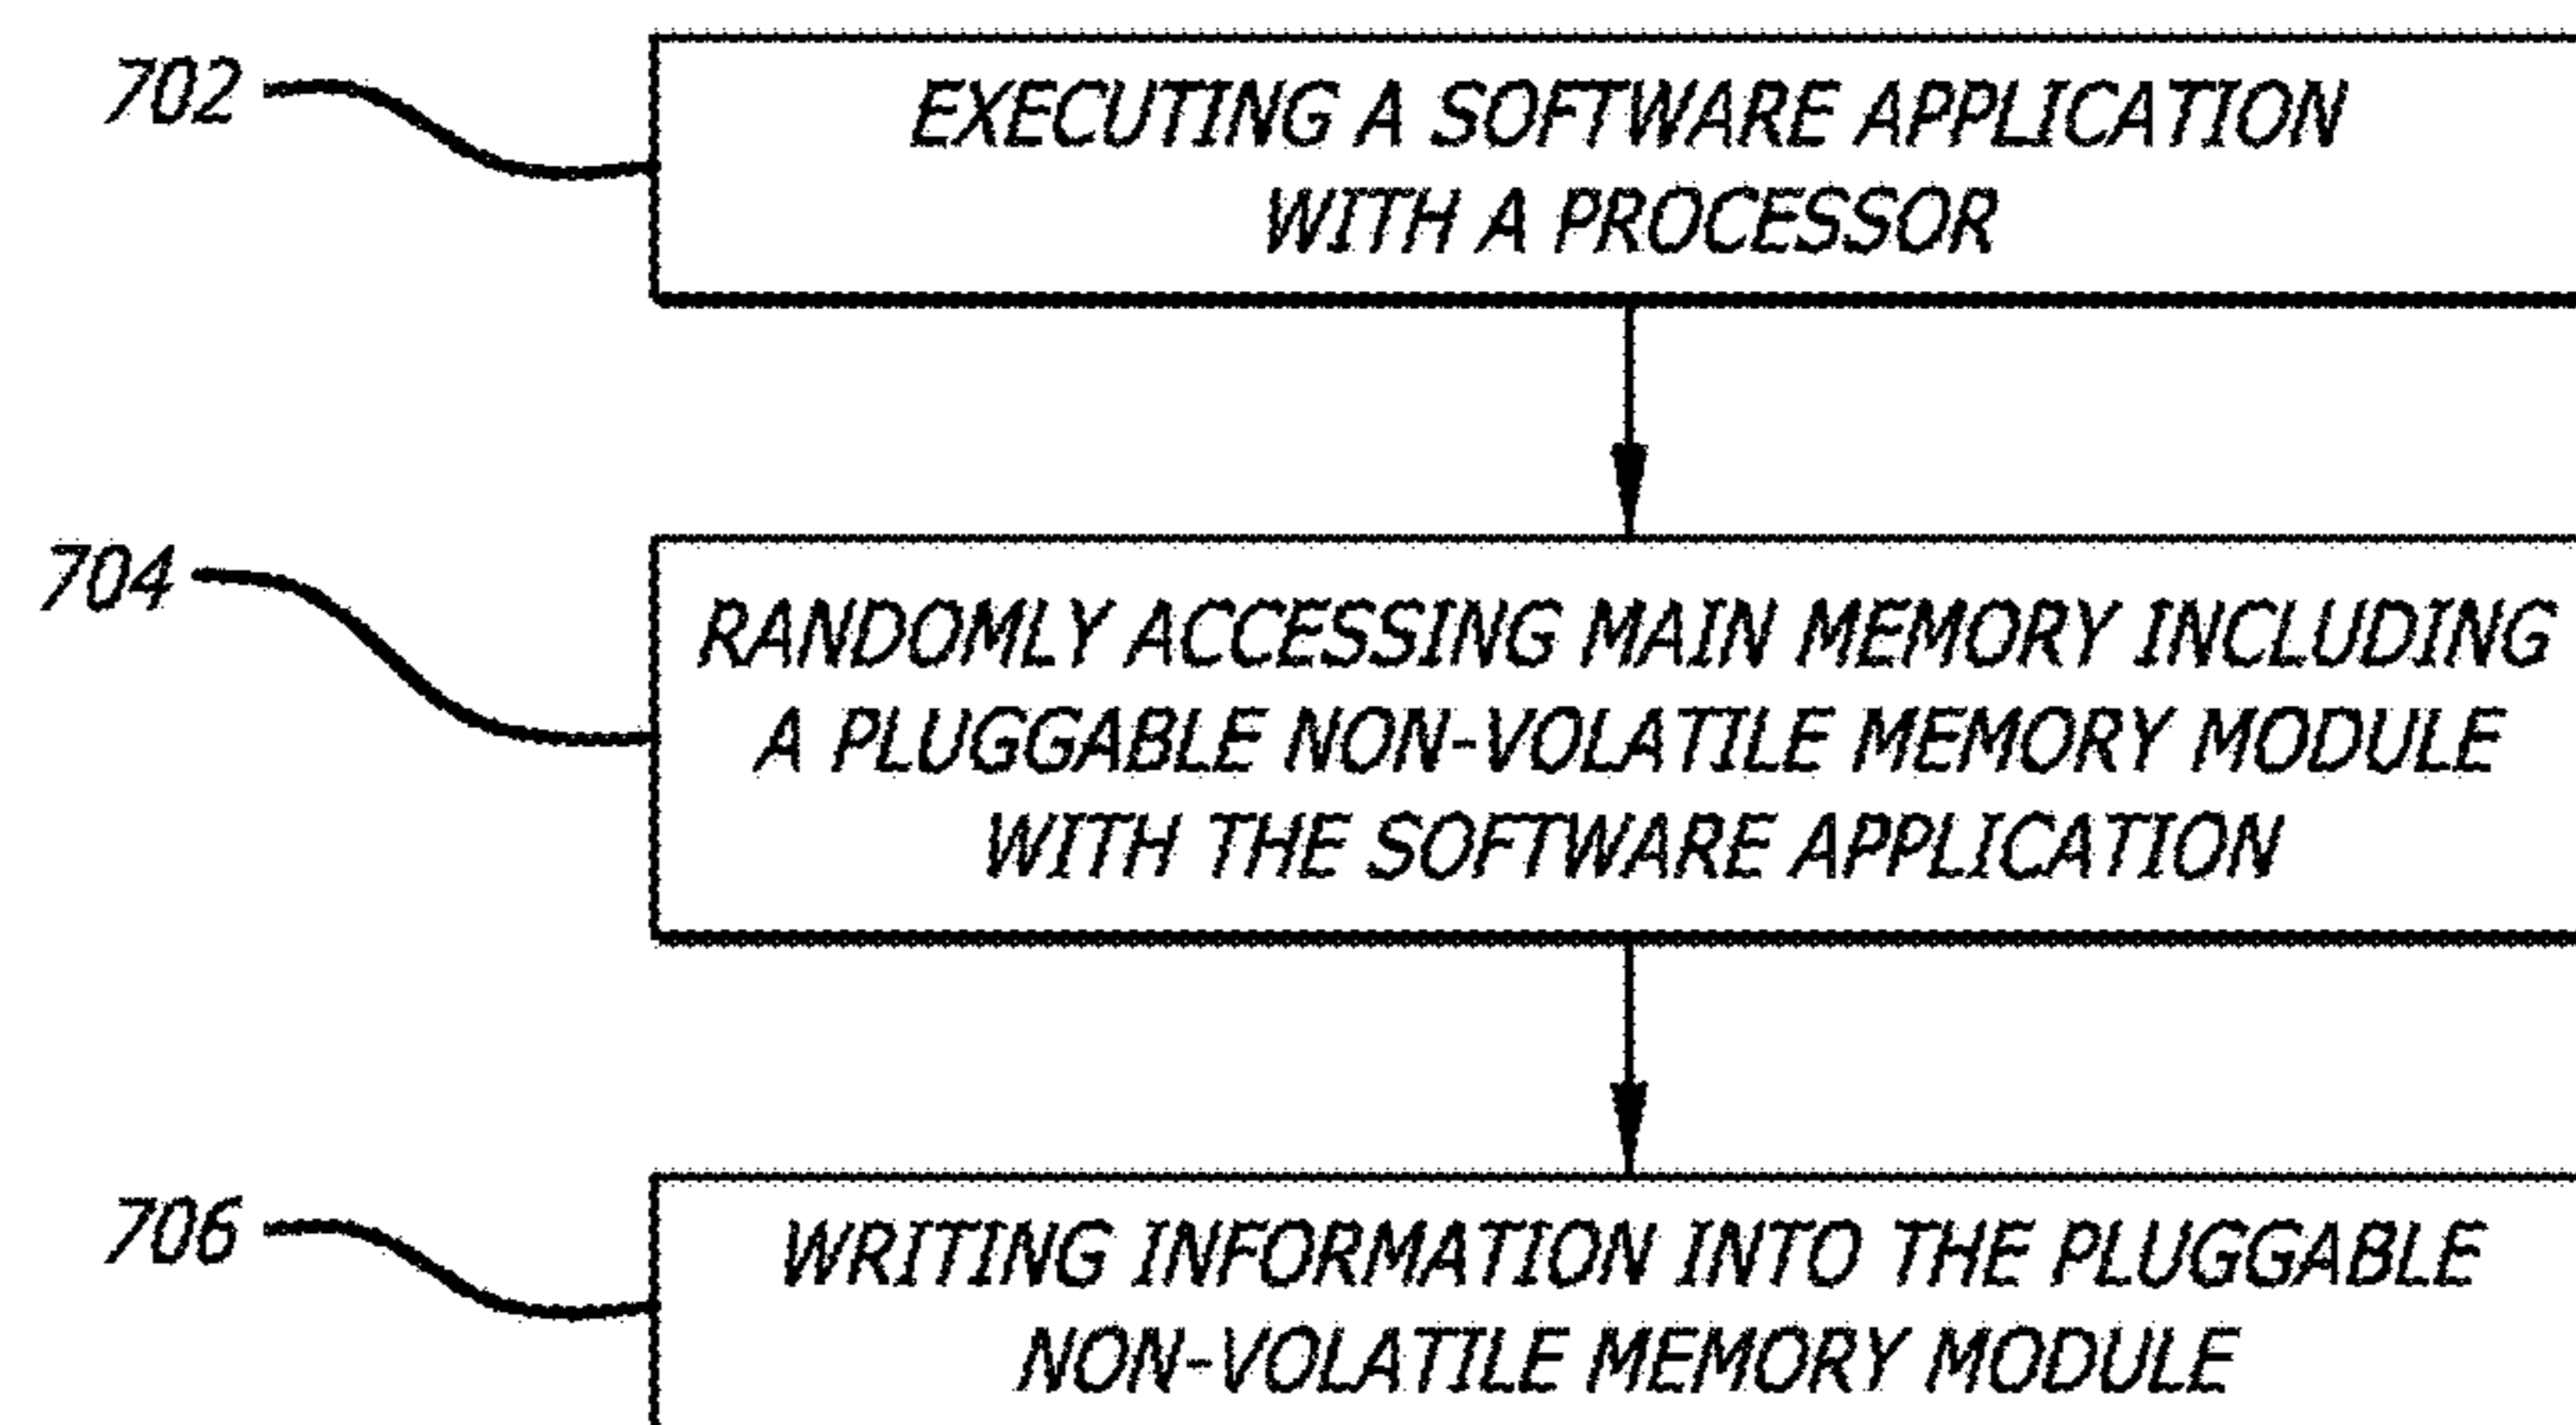 702
EXECUTING A SOFTWARE APPLICATION
WITH A PROCESSOR
704
RANDOMLY ACCESSING MAIN MEMORY INCLUDING
A PLUGGABLE NON-VOLATILE MEMORY MODULE
WITH THE SOFTWARE APPLICATION
706
WRITING INFORMATION INTO THE PLUGGABLE
NON-VOLATILE MEMORY MODULE